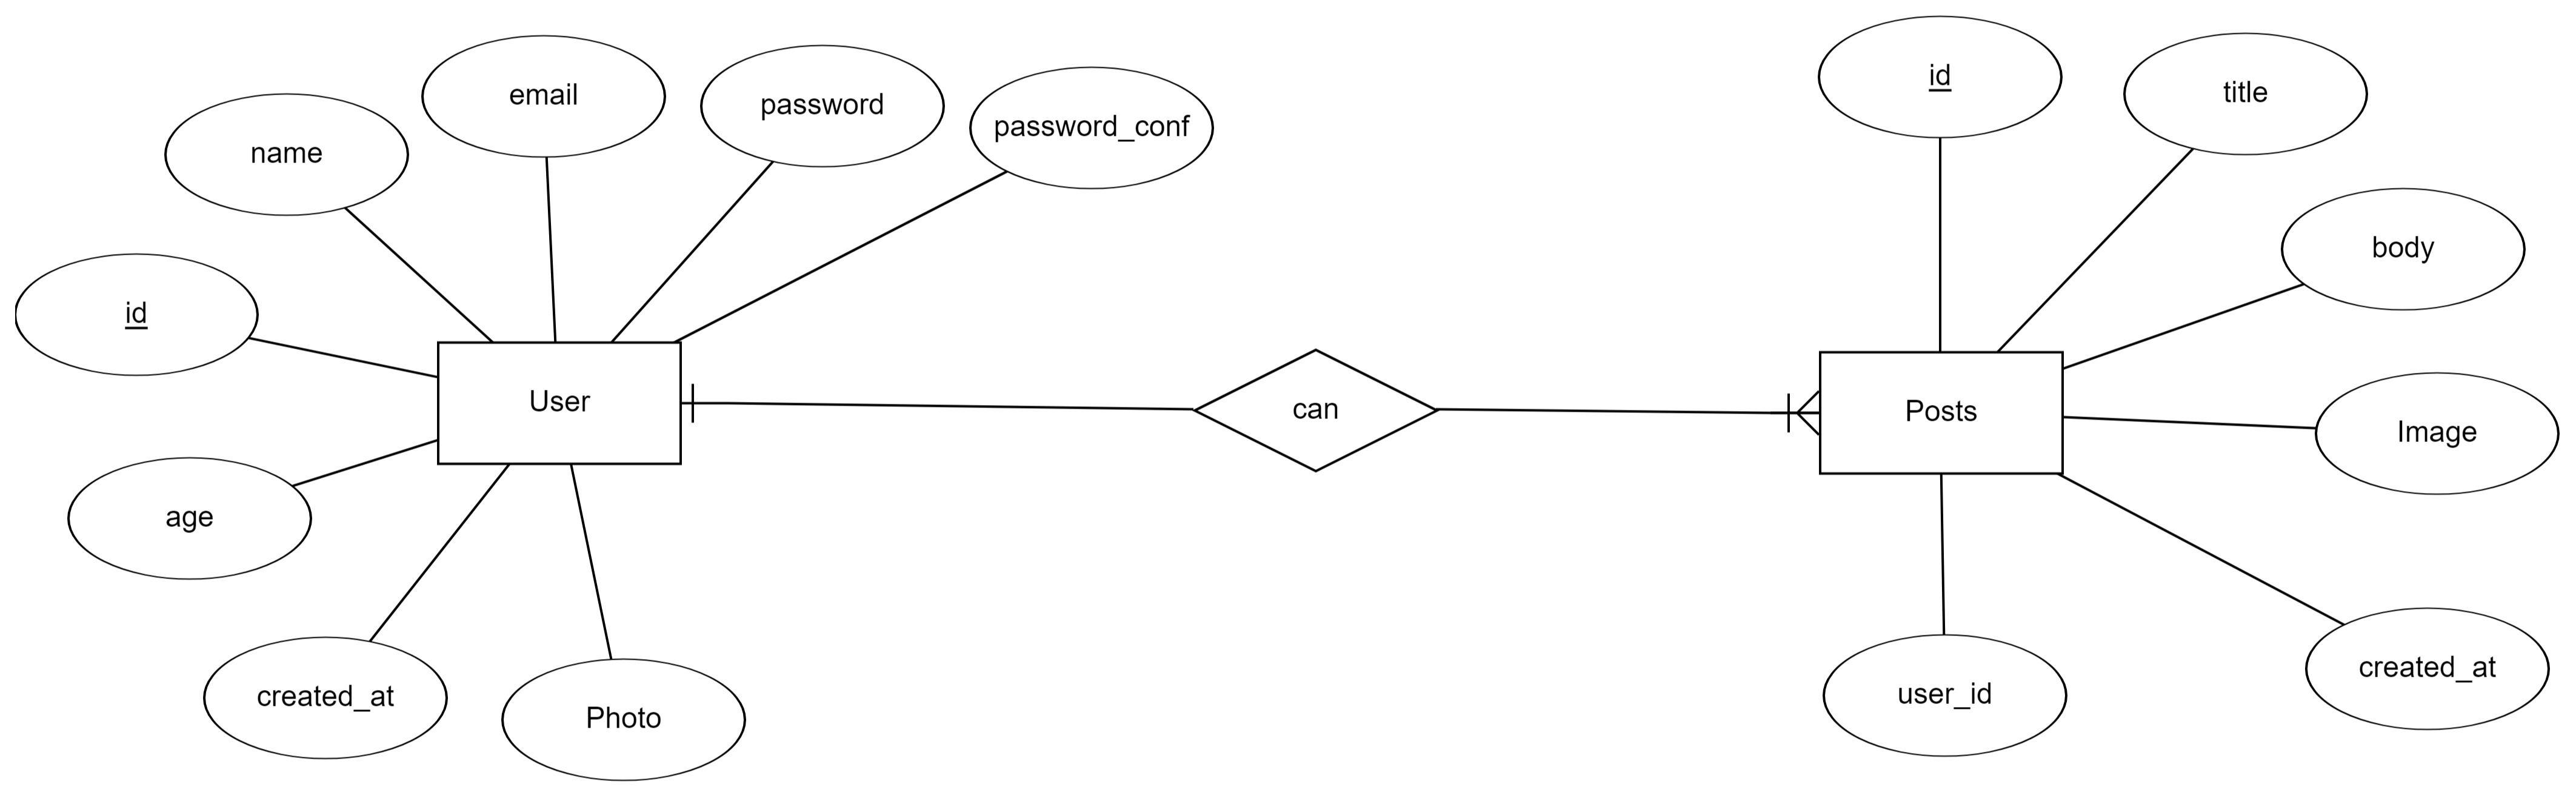 id
title
email
password
password_conf
name
body
id
User
can
Posts
Image
age
created_at
Photo
user_id
created_at